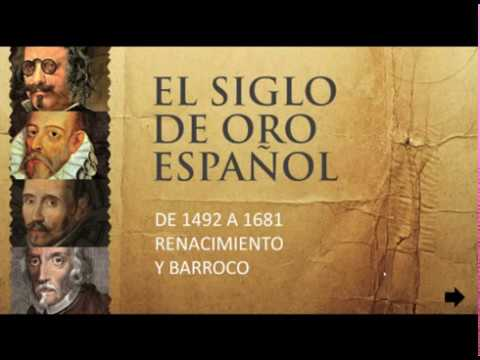 EL SIGLO
DE ORO
ESPAÑOL
DE 1492 A 1681
RENACIMIENTO
Y BARROCO